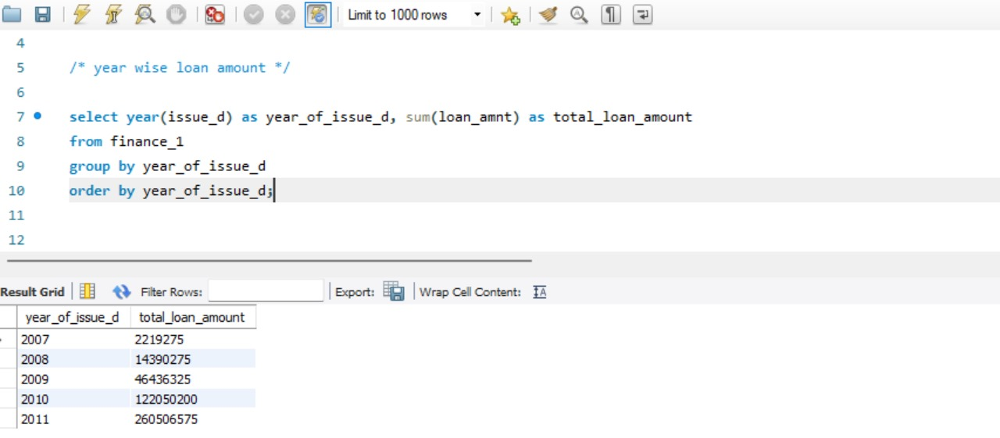 Limit to 1000 rows
4
5 /* year wise loan amount */
6
7 select year(issue_d) as year_of_issue_d, sum(loan_amnt) as total_loan_amount
8 from finance_1
9 group by year_of_issue_d
10 order by year_of_issue_d;
11
12
Result Grid Filter Rows: Export: Wrap Cell Content:
year_of_issue_d total_loan_amount
2007 2219275
2008 14390275
2009 46436325
2010 122050200
2011 260506575